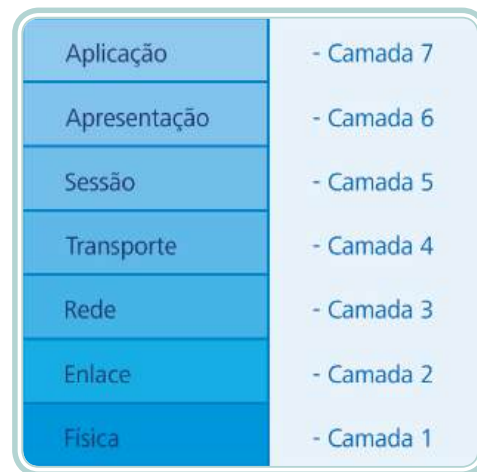 Aplicação - Camada 7
Apresentação - Camada 6
Sessão - Camada 5
Transporte - Camada 4
Rede - Camada 3
Enlace - Camada 2
Física - Camada 1